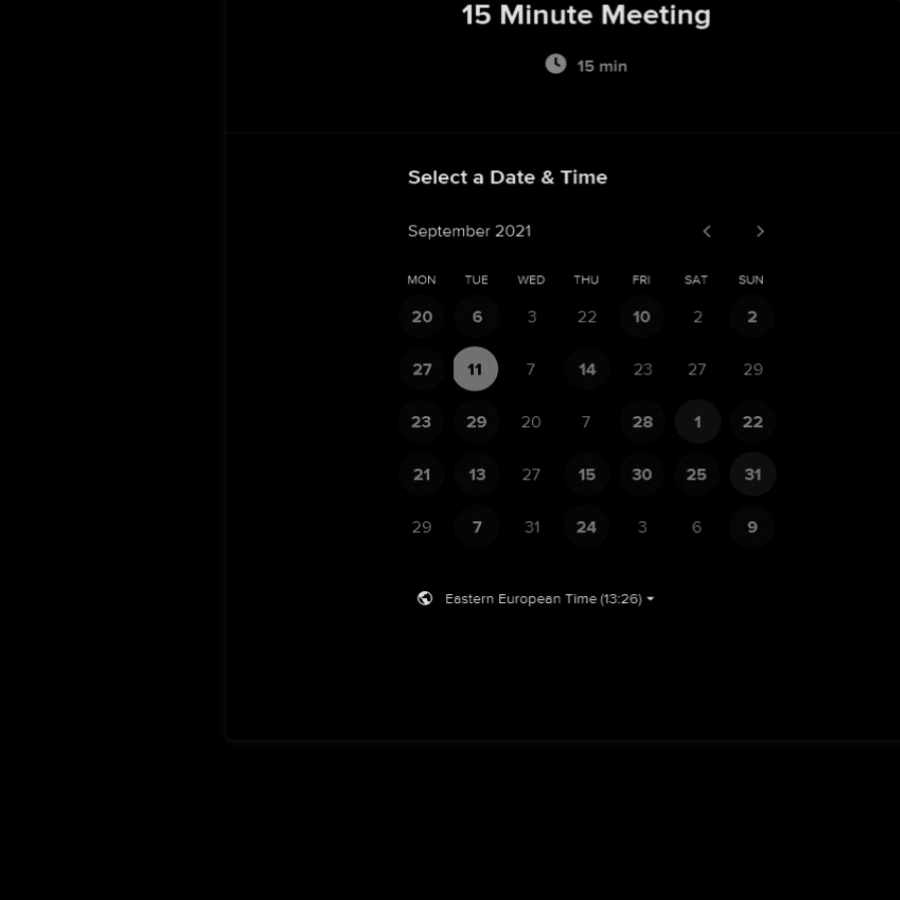 15 Minute Meeting
15 min
Select a Date & Time
September 2021
MON TUE WED THU FRI SAT SUN
20 6 3 22 10 2 2
27 11 7 14 23 27 29
23 29 20 7 28 1 22
21 13 27 15 30 25 31
29 7 31 24 3 6 9
Eastern European Time (13:26)